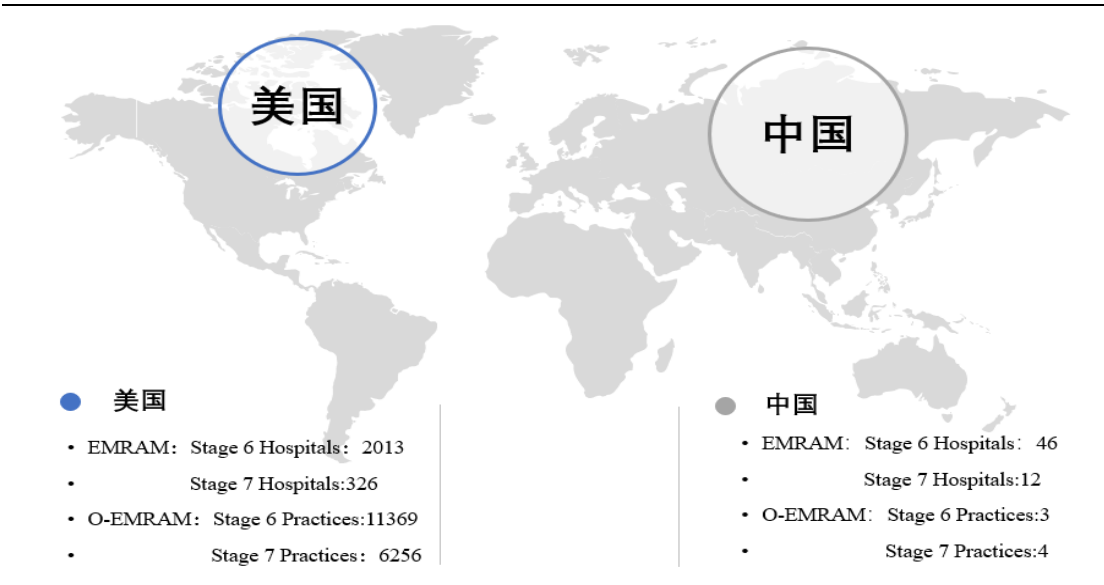 美国
中国
美国
• EMRAM：Stage 6 Hospitals：2013
• Stage 7 Hospitals:326
• O-EMRAM：Stage 6 Practices:11369
• Stage 7 Practices：6256
中国
• EMRAM：Stage 6 Hospitals：46
• Stage 7 Hospitals:12
• O-EMRAM：Stage 6 Practices:3
• Stage 7 Practices:4